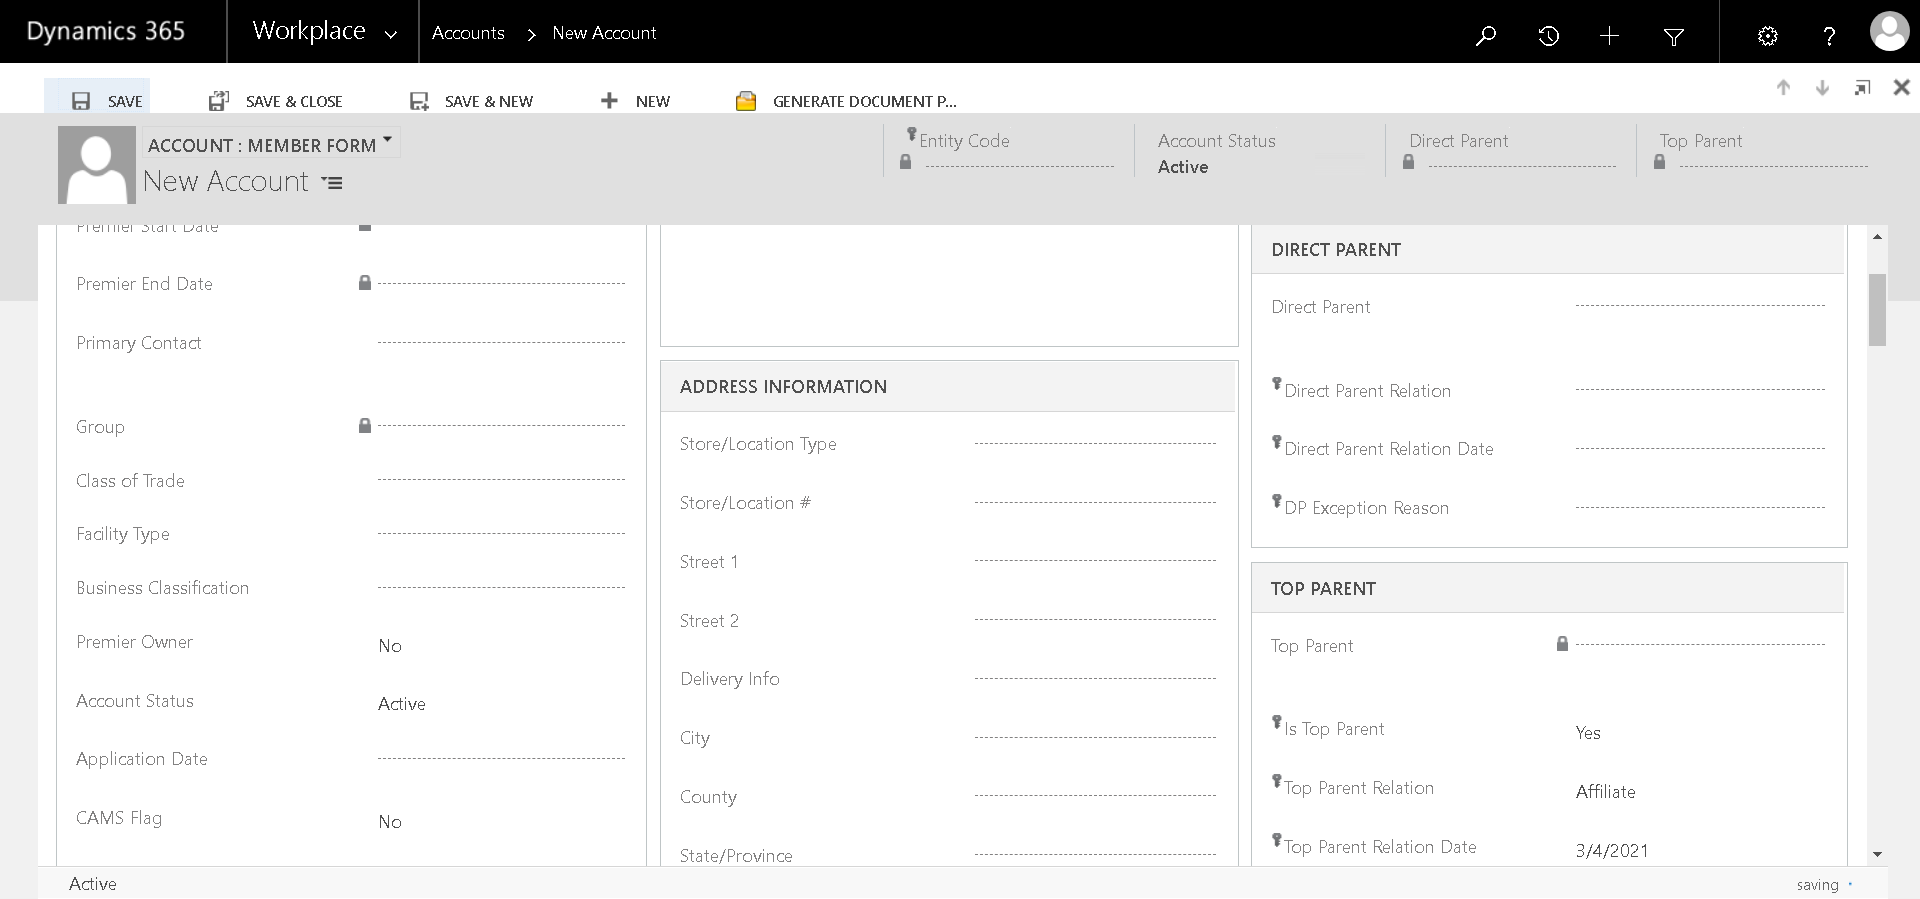 Dynamics 365
Workplace
Accounts > New Account
SAVE
SAVE & CLOSE
SAVE & NEW
NEW
GENERATE DOCUMENT P...
ACCOUNT : MEMBER FORM
New Account
Entity Code
Account Status
Active
Direct Parent
Top Parent
Premier Start Date
Premier End Date
Primary Contact
Group
Class of Trade
Facility Type
Business Classification
Premier Owner No
Account Status Active
Application Date
CAMS Flag No
ADDRESS INFORMATION
Store/Location Type
Store/Location #
Street 1
Street 2
Delivery Info
City
County
State/Province
DIRECT PARENT
Direct Parent
Direct Parent Relation
Direct Parent Relation Date
DP Exception Reason
TOP PARENT
Top Parent
Is Top Parent Yes
Top Parent Relation Affiliate
Top Parent Relation Date 3/4/2021
Active
saving